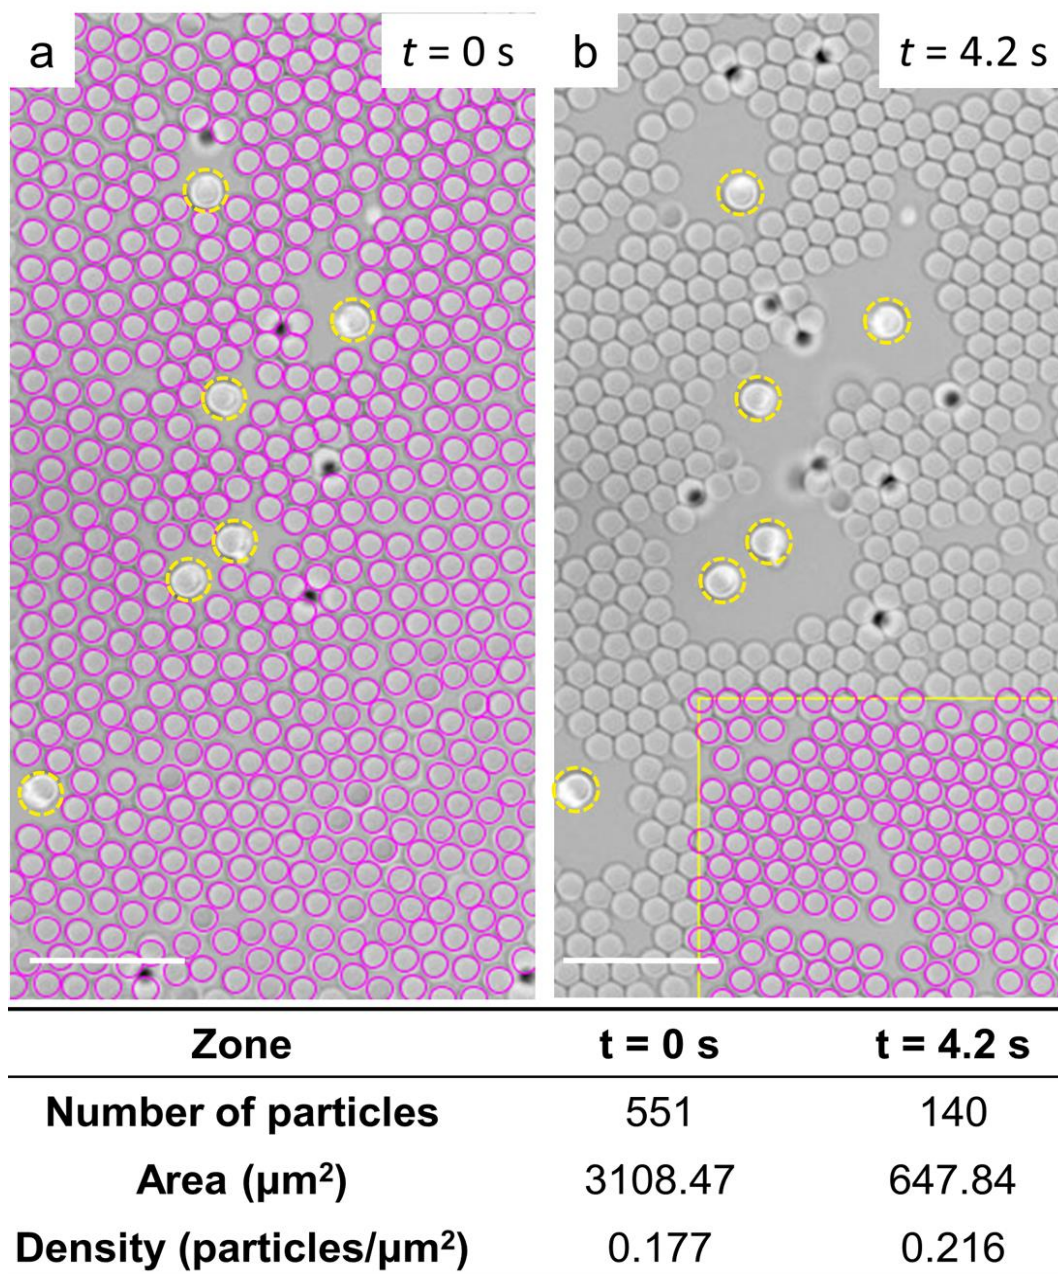 a
t = 0 s
b
t = 4.2 s
Zone t = 0 s t = 4.2 s
Number of particles 551 140
Area (µm²) 3108.47 647.84
Density (particles/µm²) 0.177 0.216